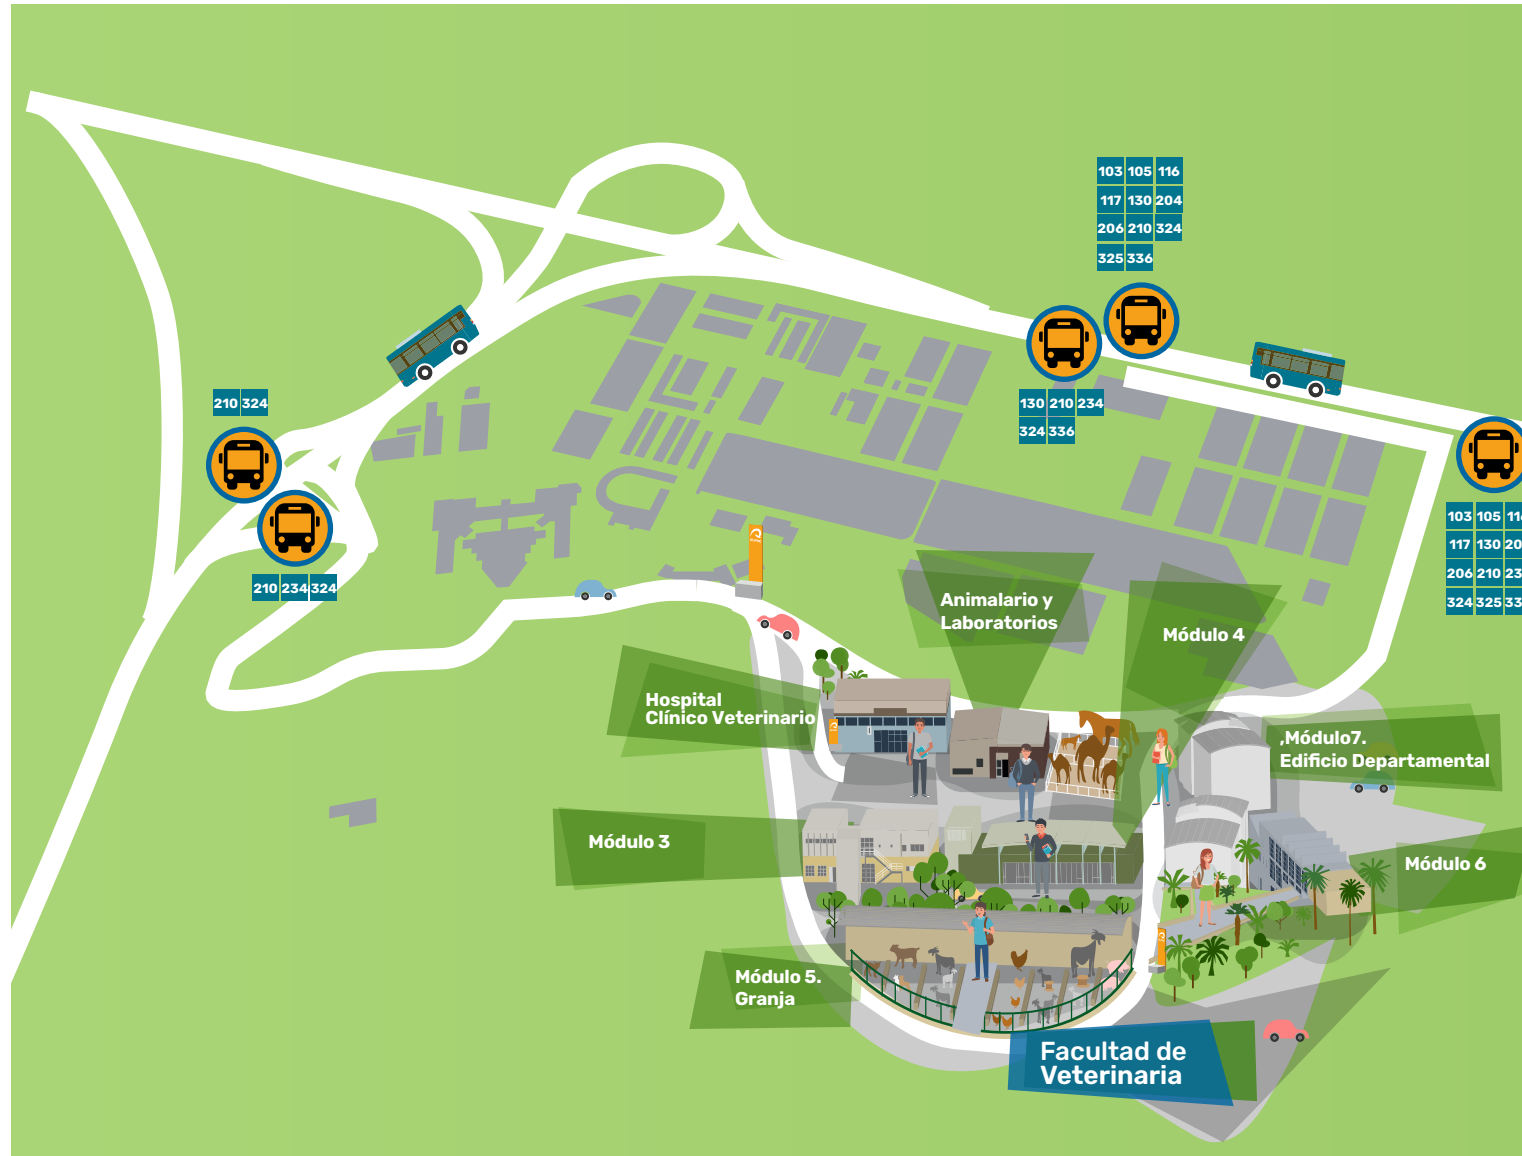 103 105 116
117 130 204
206 210 324
325 336
130 210 234
324 336
210 324
210 234 324
103 105
117 130
206 210
324 325
Animalario y
Laboratorios
Módulo 4
Hospital
Clínico Veterinario
,Módulo7.
Edificio Departamental
Módulo 3
Módulo 6
Módulo 5.
Granja
Facultad de
Veterinaria